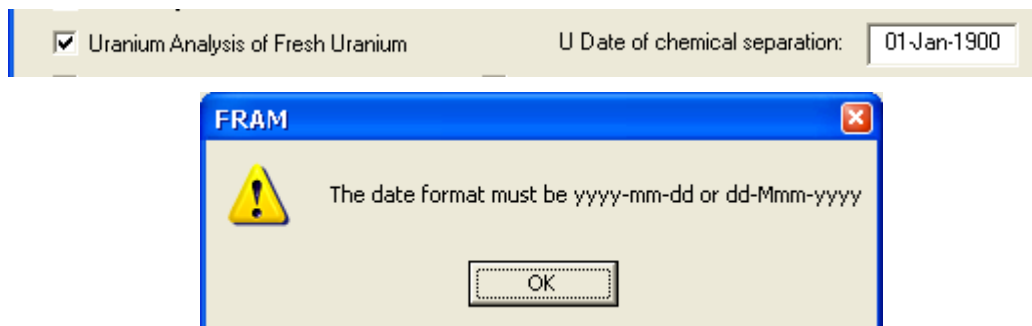 Uranium Analysis of Fresh Uranium U Date of chemical separation: 01-Jan-1900
FRAM
The date format must be yyyy-mm-dd or dd-Mmm-yyyy
OK